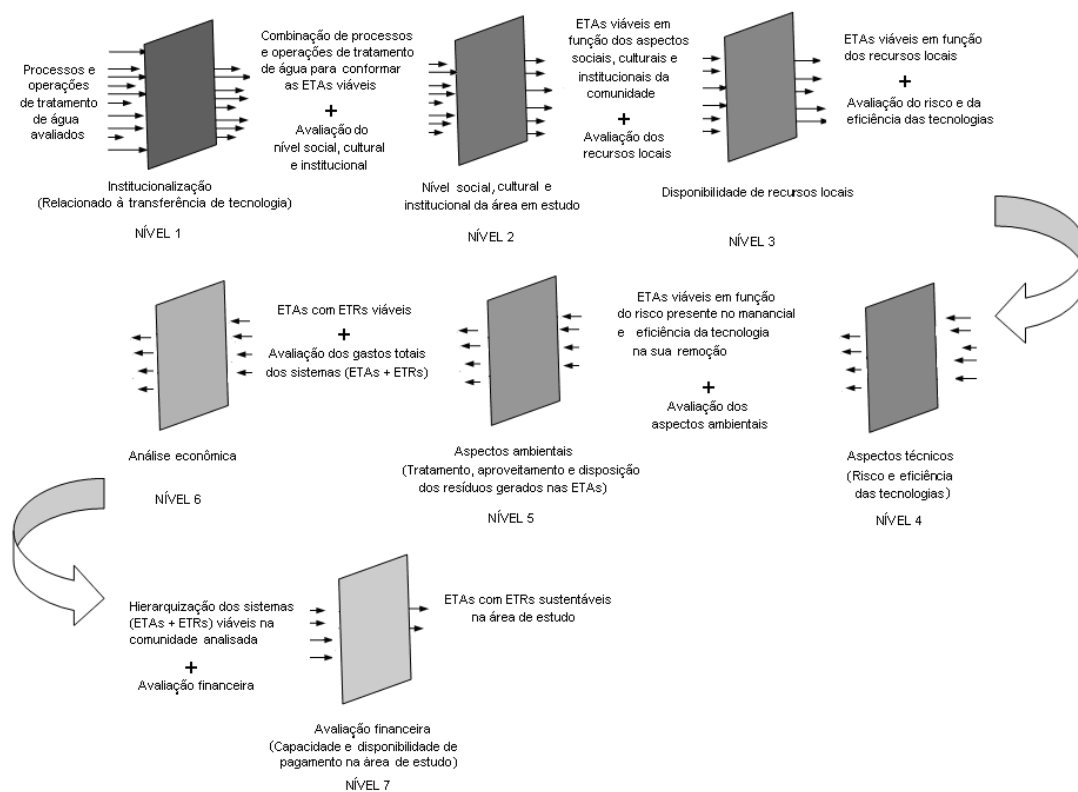 Processos e
operações
de tratamento
de água
avaliados
Combinação de processos
e operações de tratamento
de água para conformar
as ETAs viáveis
+
Avaliação do
nível social, cultural
e institucional
ETAs viáveis em
função dos aspectos
sociais, culturais e
institucionais da
comunidade
+
Avaliação dos
recursos locais
ETAs viáveis em função
dos recursos locais
+
Avaliação do risco e da
eficiência das tecnologias
Institucionalização
(Relacionado à transferência de tecnologia)
NÍVEL 1
Nível social, cultural e
institucional da área em estudo
NÍVEL 2
Disponibilidade de recursos locais
NÍVEL 3
ETAs com ETRs viáveis
+
Avaliação dos gastos totais
dos sistemas (ETAs + ETRs)
ETAs viáveis em função
do risco presente no manancial
e eficiência da tecnologia
na sua remoção
+
Avaliação dos
aspectos ambientais
Análise econômica
NÍVEL 6
Aspectos ambientais
(Tratamento, aproveitamento e disposição
dos resíduos gerados nas ETAs)
NÍVEL 5
Aspectos técnicos
(Risco e eficiência
das tecnologias)
NÍVEL 4
Hierarquização dos sistemas
(ETAs + ETRs) viáveis na
comunidade analisada
+
Avaliação financeira
ETAs com ETRs sustentáveis
na área de estudo
Avaliação financeira
(Capacidade e disponibilidade de
pagamento na área de estudo)
NÍVEL 7